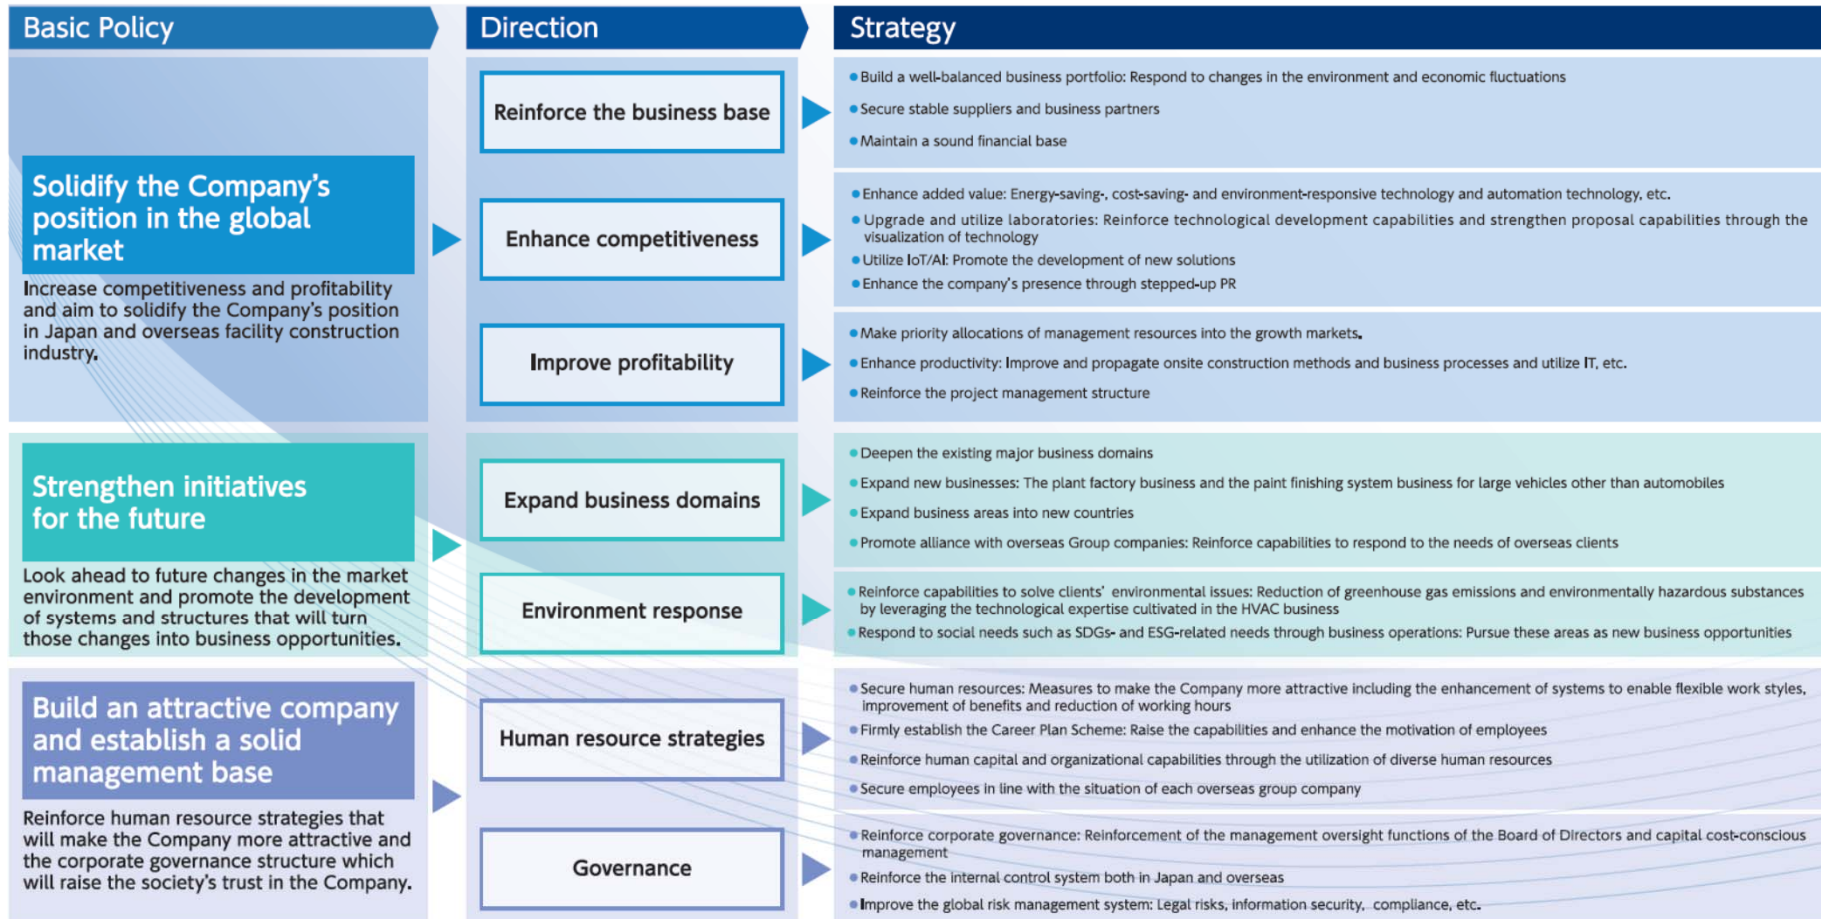 Basic Policy
Direction
Strategy
Solidify the Company's
position in the global
market
Increase competitiveness and profitability
and aim to solidify the Company's position
in Japan and overseas facility construction
industry.
Reinforce the business base
● Build a well-balanced business portfolio: Respond to changes in the environment and economic fluctuations
● Secure stable suppliers and business partners
● Maintain a sound financial base
Enhance competitiveness
● Enhance added value: Energy-saving-, cost-saving- and environment-responsive technology and automation technology, etc.
● Upgrade and utilize laboratories: Reinforce technological development capabilities and strengthen proposal capabilities through the
visualization of technology
● Utilize IoT/AI: Promote the development of new solutions
● Enhance the company's presence through stepped-up PR
Improve profitability
● Make priority allocations of management resources into the growth markets.
● Enhance productivity: Improve and propagate onsite construction methods and business processes and utilize IT, etc.
● Reinforce the project management structure
Strengthen initiatives
for the future
Look ahead to future changes in the market
environment and promote the development
of systems and structures that will turn
those changes into business opportunities.
Expand business domains
● Deepen the existing major business domains
● Expand new businesses: The plant factory business and the paint finishing system business for large vehicles other than automobiles
● Expand business areas into new countries
● Promote alliance with overseas Group companies: Reinforce capabilities to respond to the needs of overseas clients
Environment response
● Reinforce capabilities to solve clients' environmental issues: Reduction of greenhouse gas emissions and environmentally hazardous substances
by leveraging the technological expertise cultivated in the HVAC business
● Respond to social needs such as SDGs- and ESG-related needs through business operations: Pursue these areas as new business opportunities
Build an attractive company
and establish a solid
management base
Reinforce human resource strategies that
will make the Company more attractive and
the corporate governance structure which
will raise the society's trust in the Company.
Human resource strategies
● Secure human resources: Measures to make the Company more attractive including the enhancement of systems to enable flexible work styles,
improvement of benefits and reduction of working hours
● Firmly establish the Career Plan Scheme: Raise the capabilities and enhance the motivation of employees
● Reinforce human capital and organizational capabilities through the utilization of diverse human resources
● Secure employees in line with the situation of each overseas group company
Governance
● Reinforce corporate governance: Reinforcement of the management oversight functions of the Board of Directors and capital cost-conscious
management
● Reinforce the internal control system both in Japan and overseas
● Improve the global risk management system: Legal risks, information security, compliance, etc.